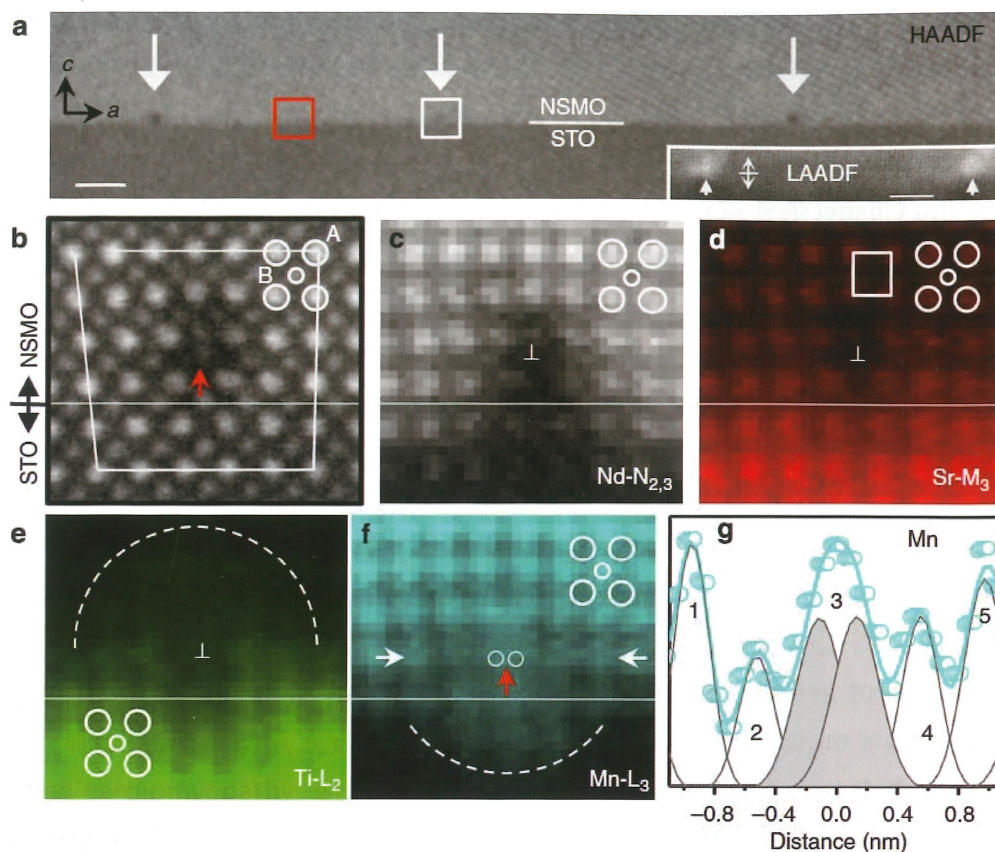 a
HAADF
c
a
NSMO
STO
LAADF
b
A
B
STO NSMO
c
⊥
Nd-N2,3
d
⊥
Sr-M3
e
⊥
Ti-L2
f
Mn-L3
g
Mn
1
3
5
2
4
−0.8 −0.4 0.0 0.4 0.8
Distance (nm)